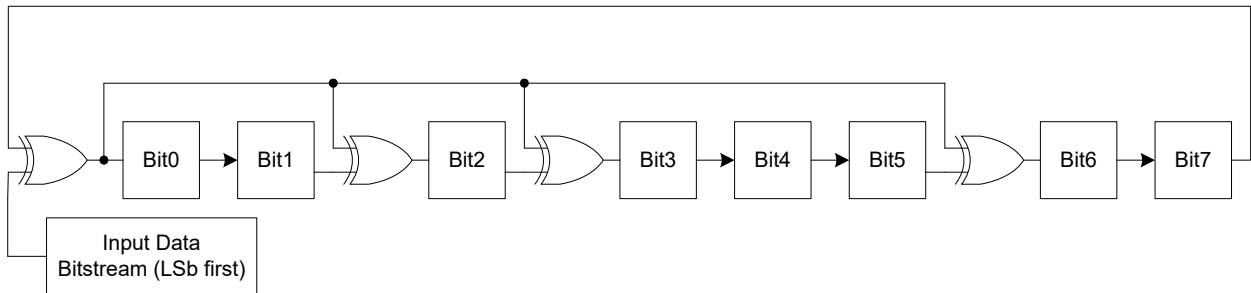 Bit0
Bit1
Bit2
Bit3
Bit4
Bit5
Bit6
Bit7
Input Data
Bitstream (LSb first)